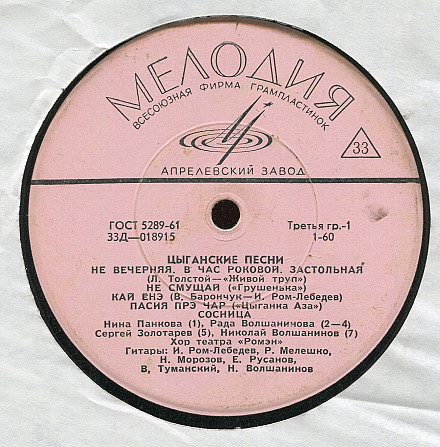 МЕЛОДИЯ
ВСЕСОЮЗНАЯ ФИРМА ГРАМПЛАСТИНОК
33
АПРЕЛЕВСКИЙ ЗАВОД
ГОСТ 5289-61 Третья гр.-1
33Д—018915 1-60
ЦЫГАНСКИЕ ПЕСНИ
НЕ ВЕЧЕРНЯЯ. В ЧАС РОКОВОЙ. ЗАСТОЛЬНАЯ
(Л. Толстой—«Живой труп»)
НЕ СМУЩАЙ («Грушенька»)
КАЙ ЕНЭ (В. Барончук—И. Ром-Лебедев)
ПАСИЯ ПРЭ ЧАР («Цыганка Аза»)
СОСНИЦА
Нина Панкова (1), Рада Волшанинова (2—4)
Сергей Золотарев (5), Николай Волшанинов (7)
Хор театра «Ромэн»
Гитары: И. Ром-Лебедев, Р. Мелешко,
Н. Морозов, Е. Русанов,
В. Туманский, Н. Волшанинов